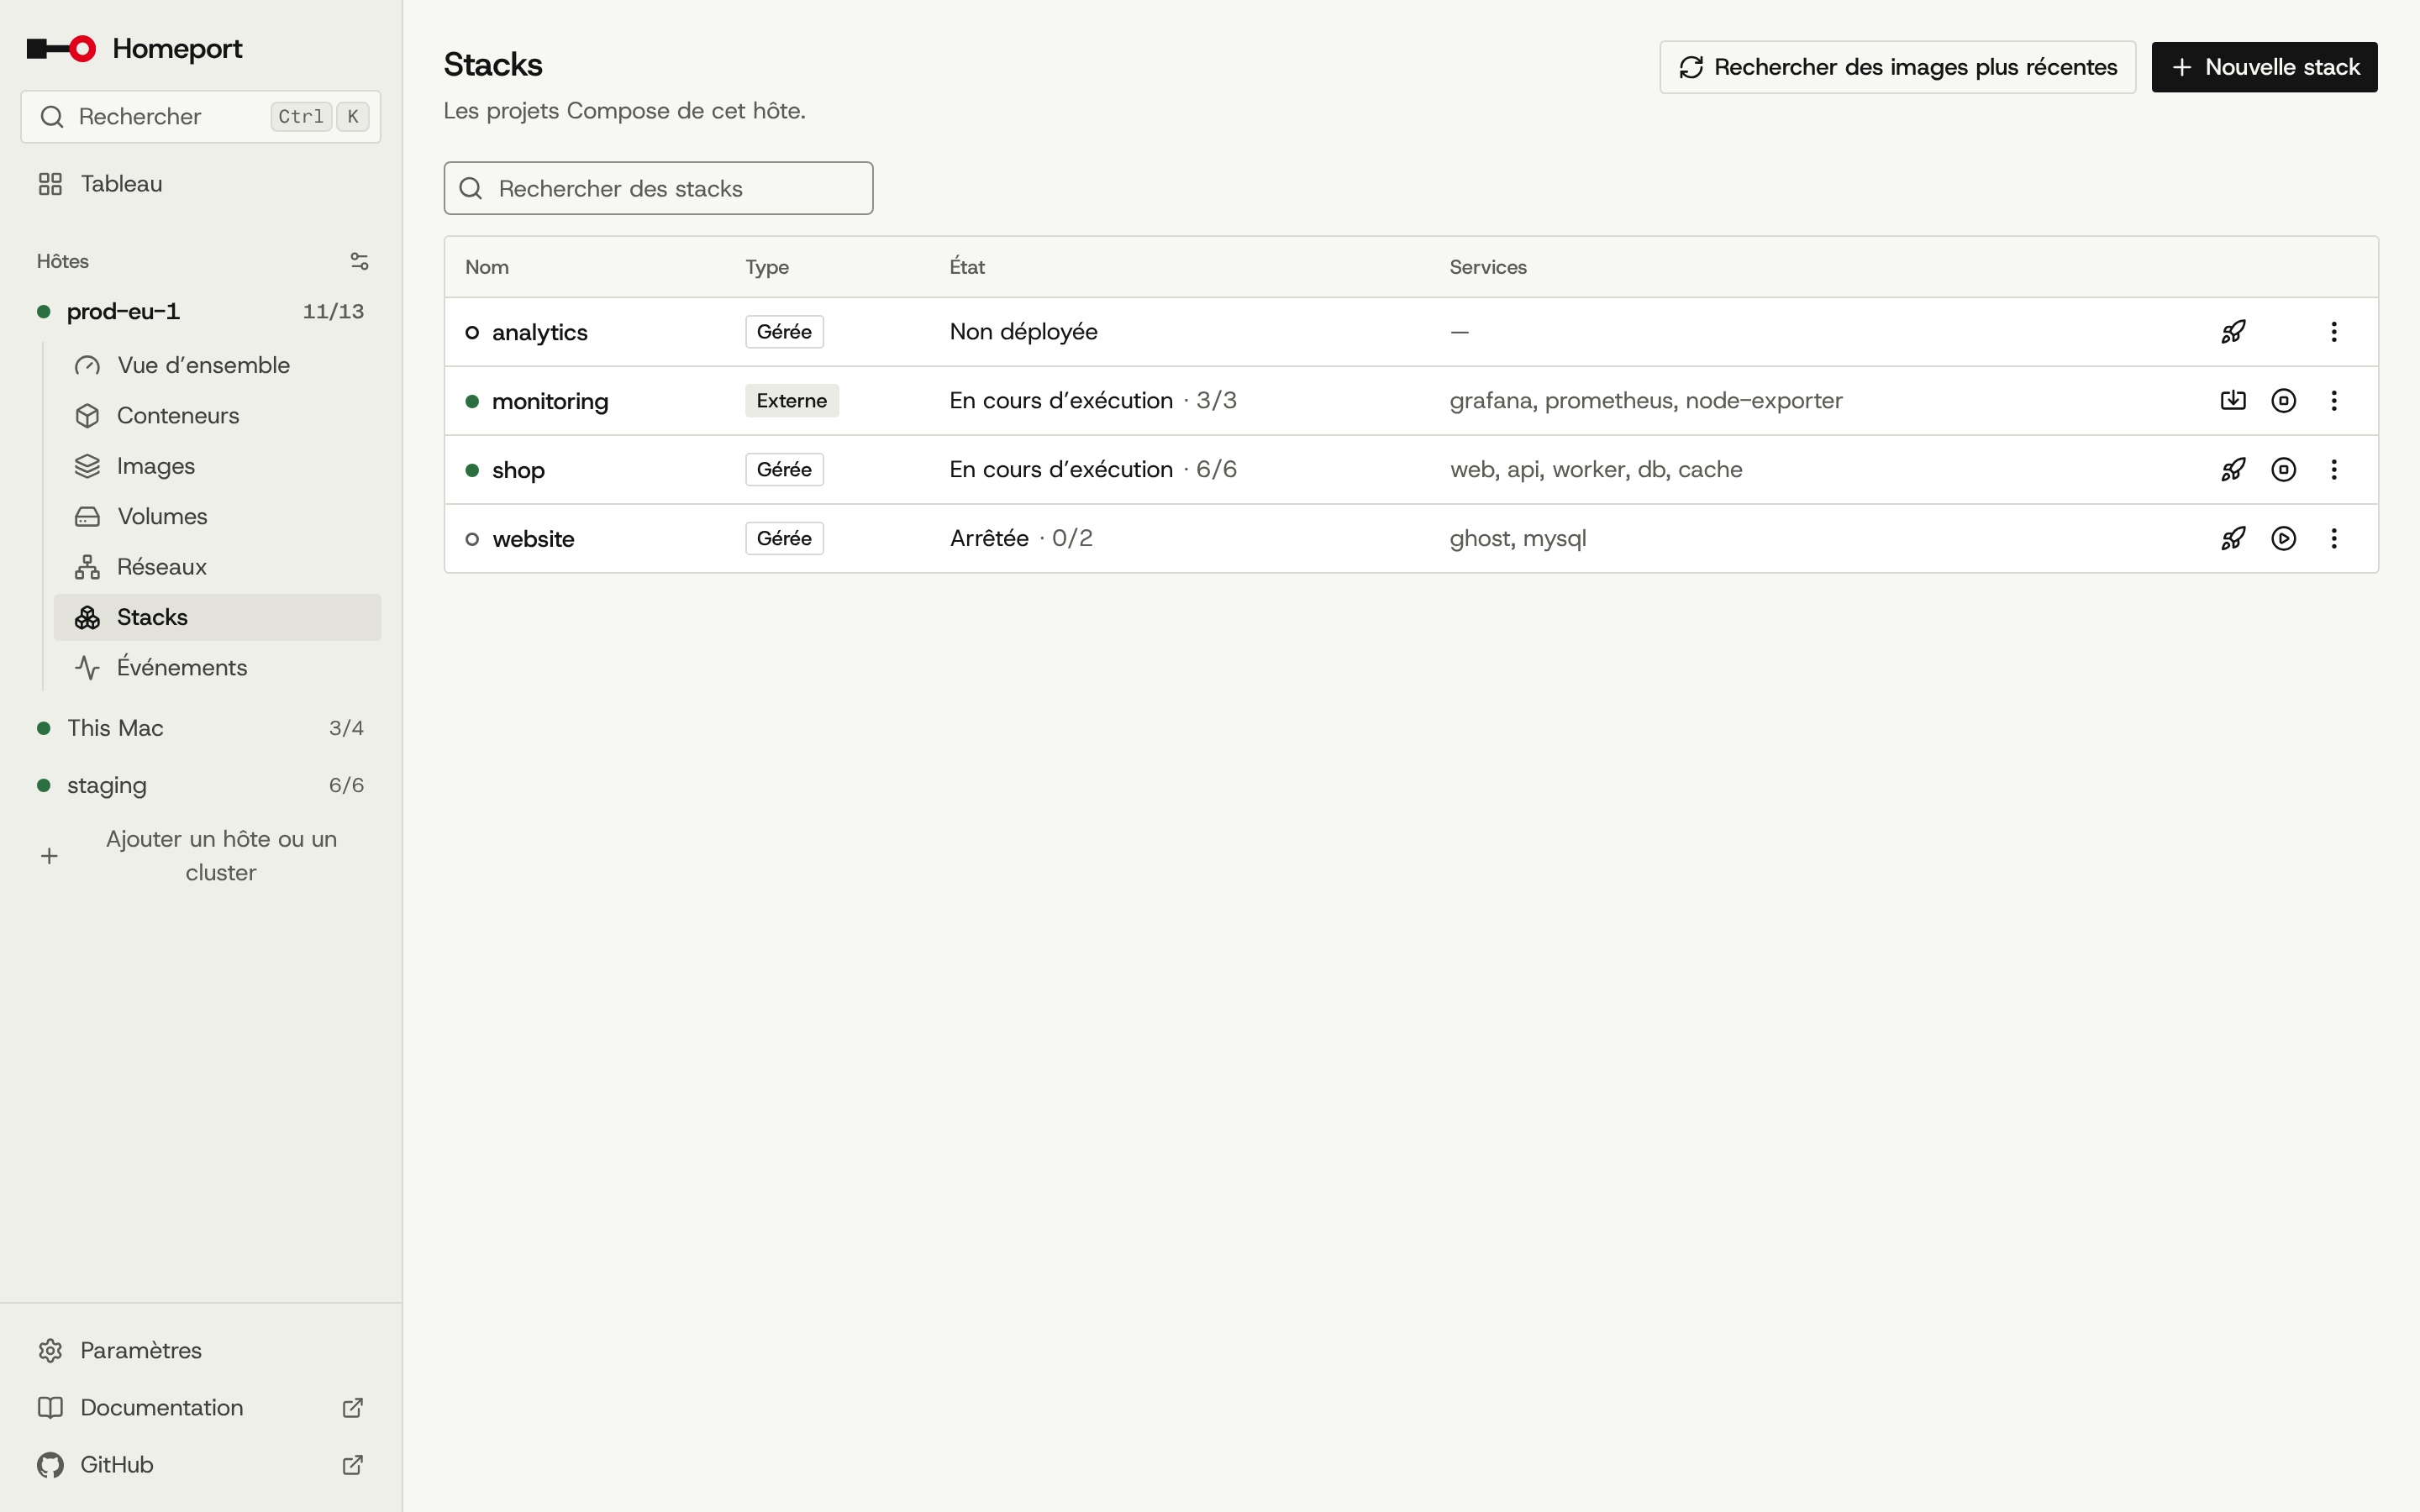 Homeport
Rechercher Ctrl K
Tableau
Hôtes
prod-eu-1 11/13
Vue d’ensemble
Conteneurs
Images
Volumes
Réseaux
Stacks
Événements
This Mac 3/4
staging 6/6
Ajouter un hôte ou un
cluster
Paramètres
Documentation
GitHub
Stacks
Les projets Compose de cet hôte.
Rechercher des images plus récentes
Nouvelle stack
Rechercher des stacks
Nom Type État Services
analytics Gérée Non déployée —
monitoring Externe En cours d’exécution · 3/3 grafana, prometheus, node-exporter
shop Gérée En cours d’exécution · 6/6 web, api, worker, db, cache
website Gérée Arrêtée · 0/2 ghost, mysql